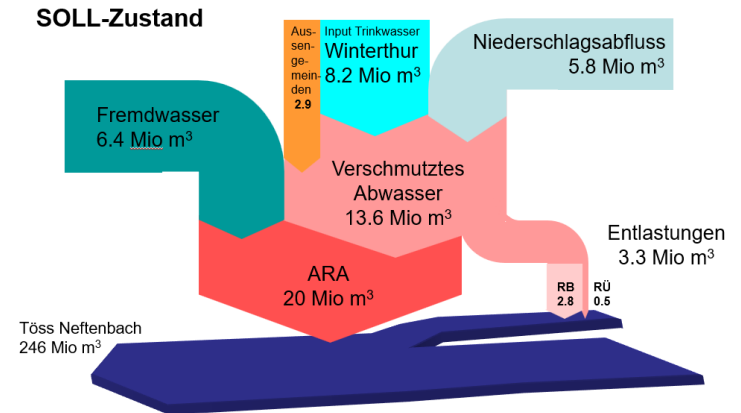 SOLL-Zustand
Aus-
sen-
ge-
mein-
den
2.9
Input Trinkwasser
Winterthur
8.2 Mio m³
Niederschlagsabfluss
5.8 Mio m³
Fremdwasser
6.4 Mio m³
Verschmutztes
Abwasser
13.6 Mio m³
Entlastungen
3.3 Mio m³
ARA
20 Mio m³
RB
2.8
RÜ
0.5
Töss Neftenbach
246 Mio m³